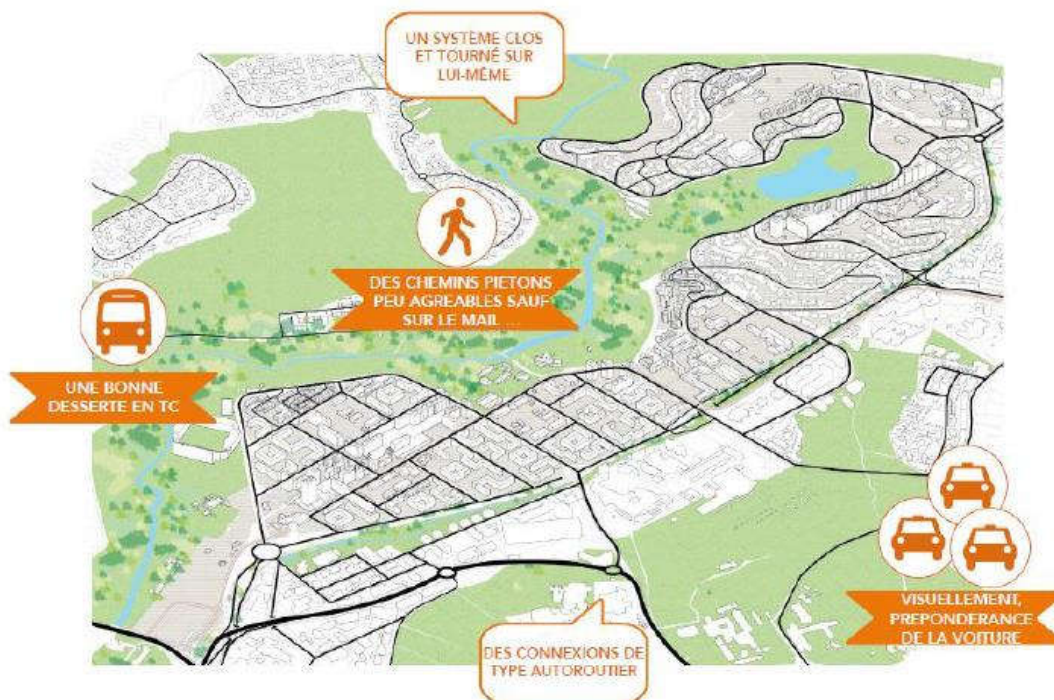 UN SYSTÈME CLOS
ET TOURNÉ SUR
LUI-MÊME
DES CHEMINS PIETONS
PEU AGREABLES SAUF
SUR LE MAIL ...
UNE BONNE
DESSERTE EN TC
VISUELLEMENT,
PREPONDERANCE
DE LA VOITURE
DES CONNEXIONS DE
TYPE AUTOROUTIER